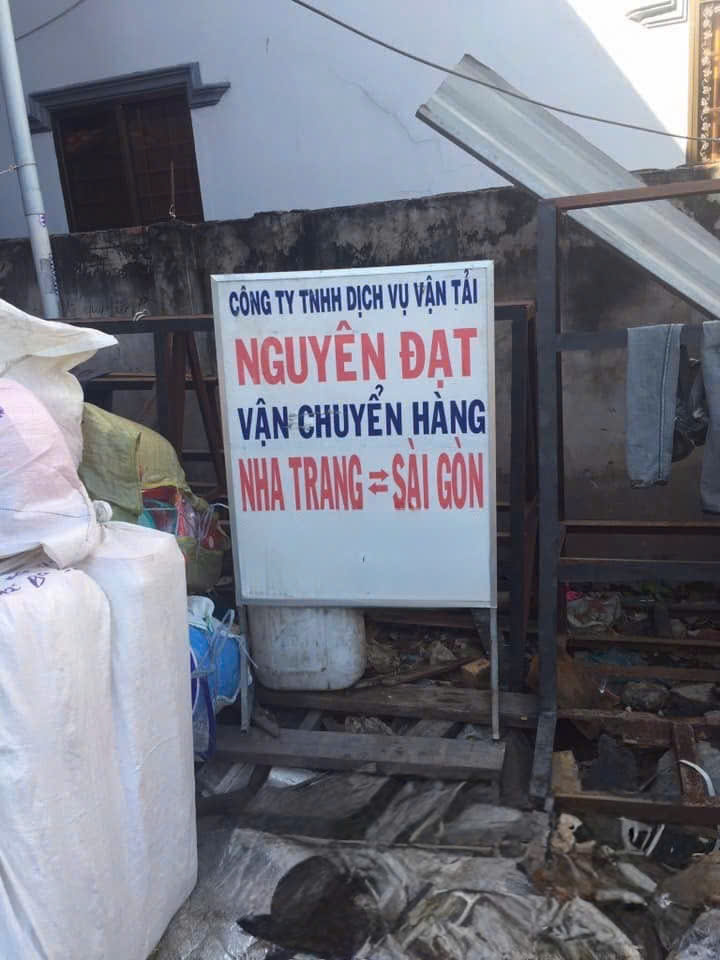 CÔNG TY TNHH DỊCH VỤ VẬN TẢI
NGUYÊN ĐẠT
VẬN CHUYỂN HÀNG
NHA TRANG ⇄ SÀI GÒN